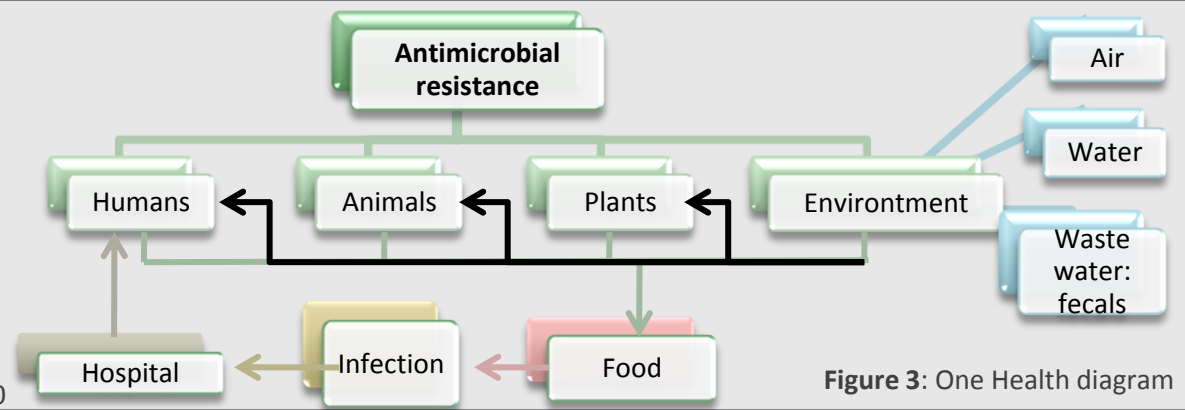 Antimicrobial
resistance
Air
Water
Humans
Animals
Plants
Environtment
Waste
water:
fecals
Hospital
Infection
Food
0
Figure 3: One Health diagram